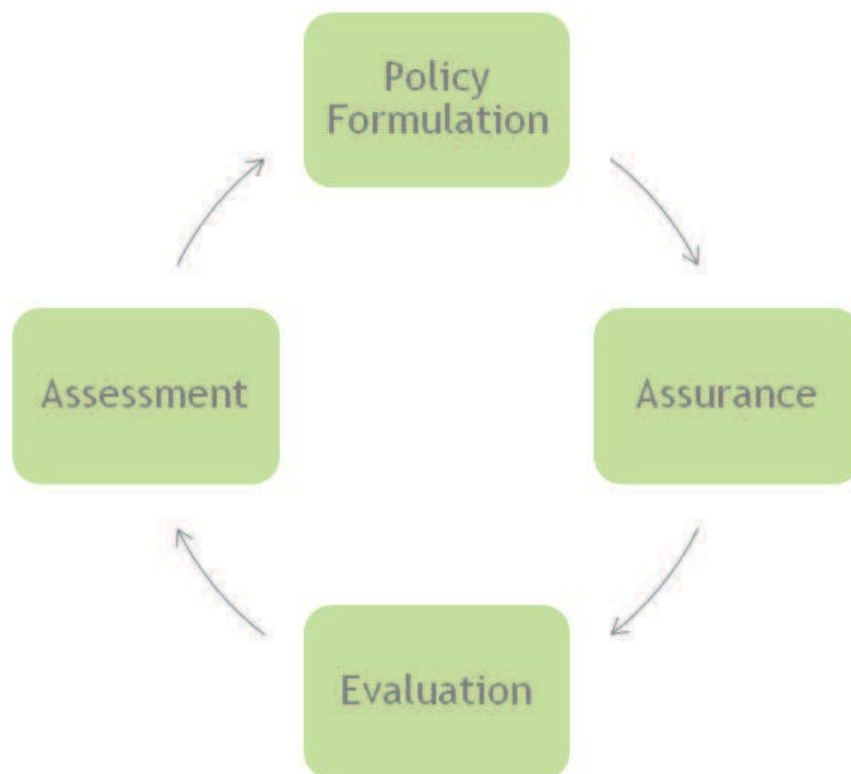 Policy
Formulation
Assessment
Assurance
Evaluation